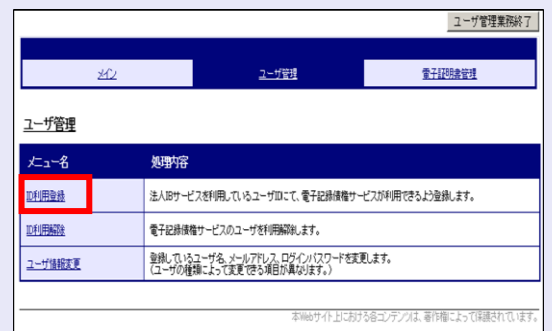 ユーザ管理業務終了
メイン
ユーザ管理
電子証明書管理
ユーザ管理
メニュー名
処理内容
ID利用登録
法人IBサービスを利用しているユーザIDにて、電子記録債権サービスが利用できるよう登録します。
ID利用解除
電子記録債権サービスのユーザを利用解除します。
ユーザ情報変更
登録しているユーザ名、メールアドレス、ログインパスワードを変更します。
(ユーザの種類によって変更できる項目が異なります。)
本Webサイト上における各コンテンツは、著作権によって保護されています。